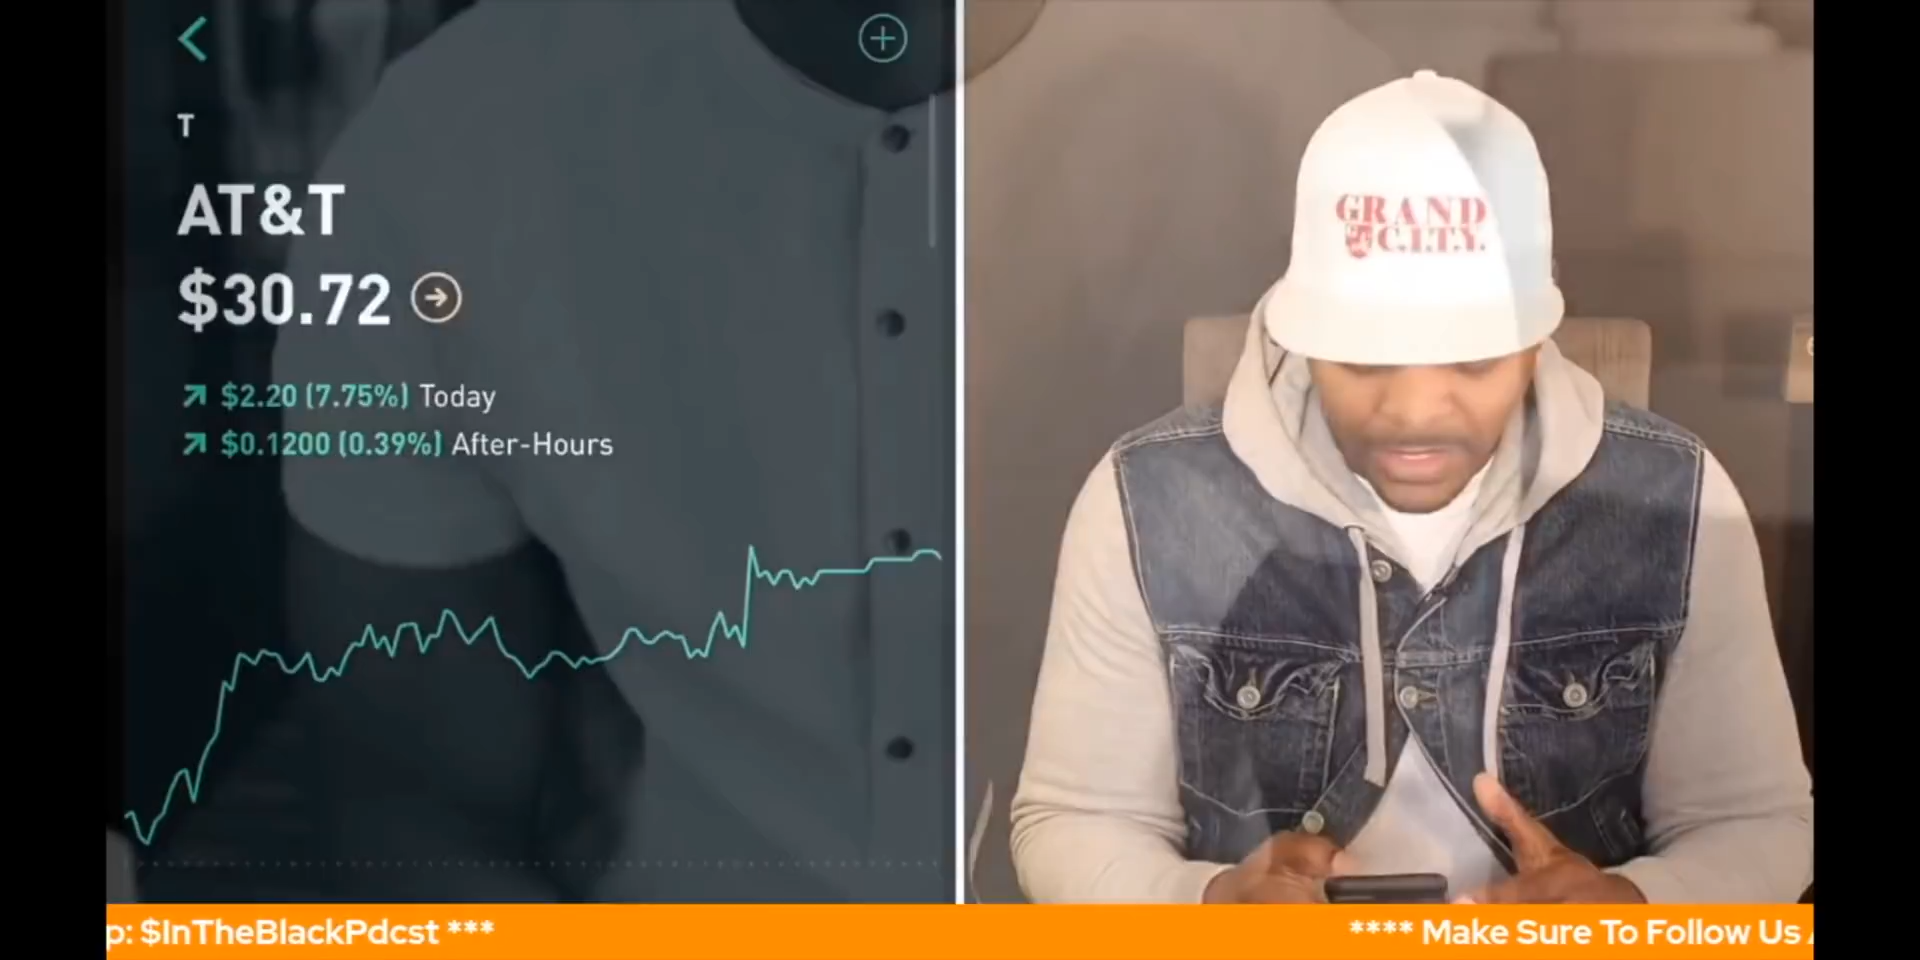 T
AT&T
$30.72
$2.20 (7.75%) Today
$0.1200 (0.39%) After-Hours
GRAND
C.I.T.Y.
p: $InTheBlackPdcst ***
**** Make Sure To Follow Us